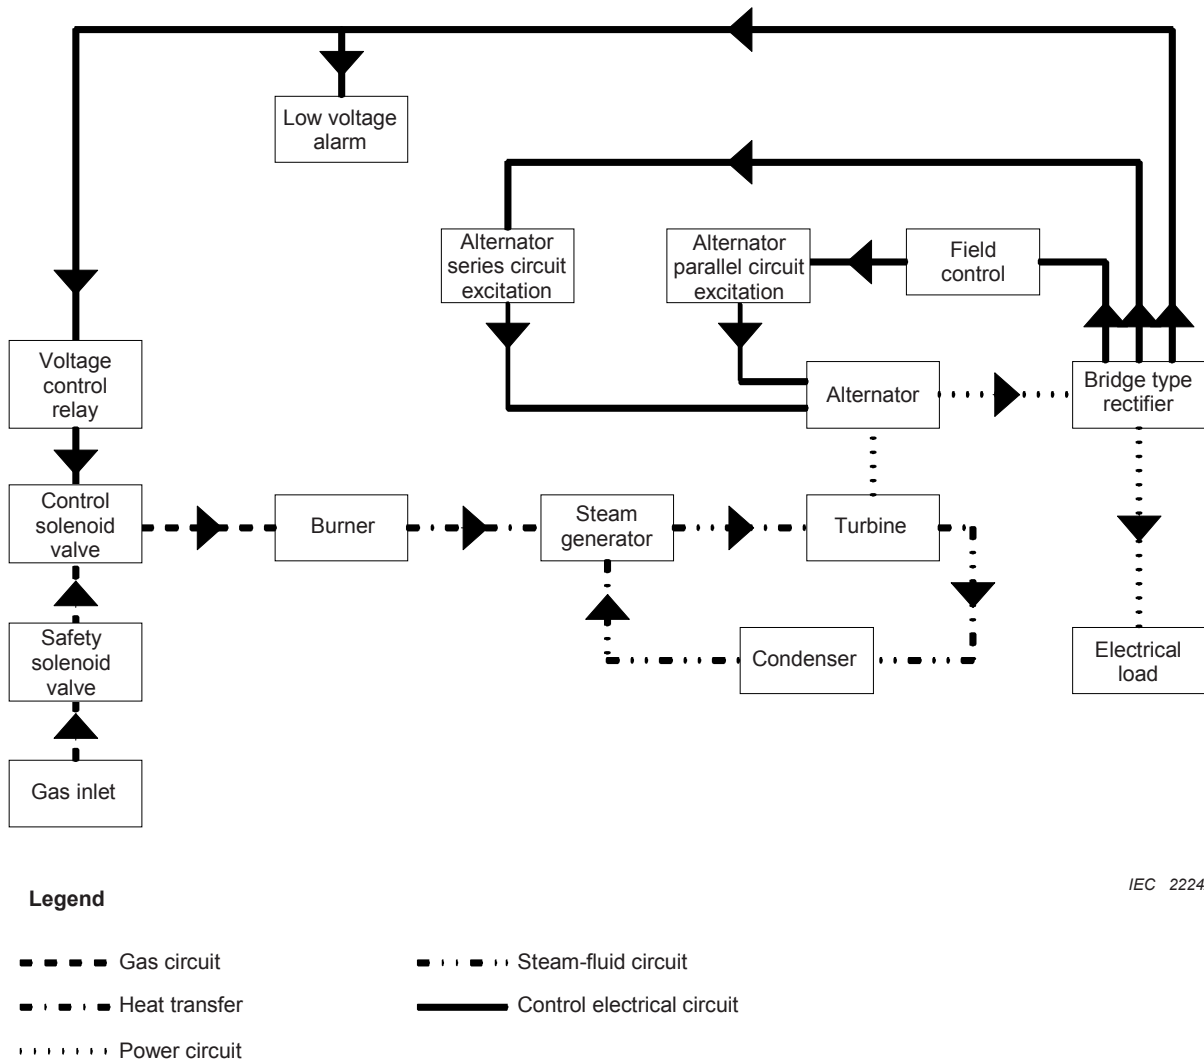 Low voltage
alarm
Alternator
series circuit
excitation
Alternator
parallel circuit
excitation
Field
control
Voltage
control
relay
Alternator
Bridge type
rectifier
Control
solenoid
valve
Burner
Steam
generator
Turbine
Safety
solenoid
valve
Condenser
Electrical
load
Gas inlet
IEC 2224
Legend
Gas circuit
Steam-fluid circuit
Heat transfer
Control electrical circuit
Power circuit